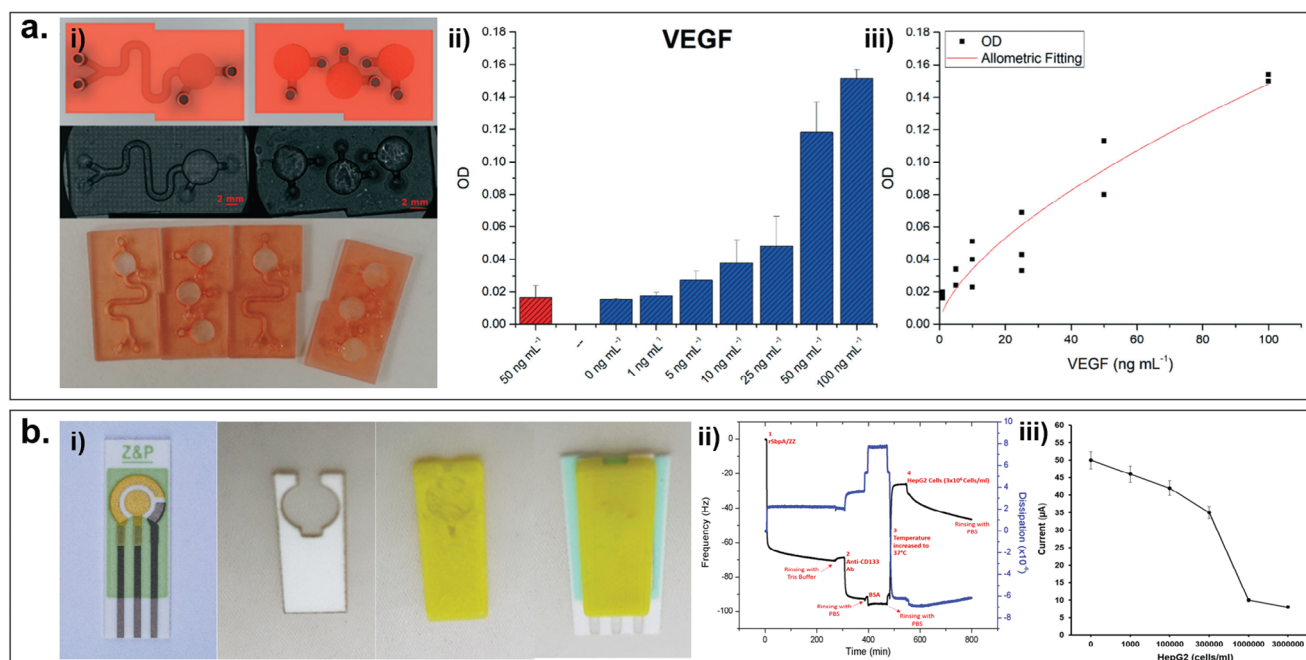 a.
i)
2 mm
2 mm
ii)
VEGF
OD
0.18
0.16
0.14
0.12
0.10
0.08
0.06
0.04
0.02
0.00
50 ng mL⁻¹
--
0 ng mL⁻¹
1 ng mL⁻¹
5 ng mL⁻¹
10 ng mL⁻¹
25 ng mL⁻¹
50 ng mL⁻¹
100 ng mL⁻¹
iii)
OD
Allometric Fitting
OD
0.18
0.16
0.14
0.12
0.10
0.08
0.06
0.04
0.02
0.00
0
20
40
60
80
100
VEGF (ng mL⁻¹)
b.
i)
Z&P
ii)
Frequency (Hz)
0
-20
-40
-60
-80
-100
1
rSbpA/ZZ
Rinsing with
Tris Buffer
2
Anti-CD133
Ab
Rinsing with
PBS
BSA
3
Temperature
increased to
37°C
Rinsing with
PBS
4
HepG2 Cells (3x10⁶ Cells/ml)
Rinsing with
PBS
10
8
6
4
2
0
-2
-4
-6
-8
Dissipation (x10⁻⁶)
0
200
400
600
800
Time (min)
iii)
Current (µA)
60
55
50
45
40
35
30
25
20
15
10
5
0
0
1000
100000
300000
1000000
3000000
HepG2 (cells/ml)